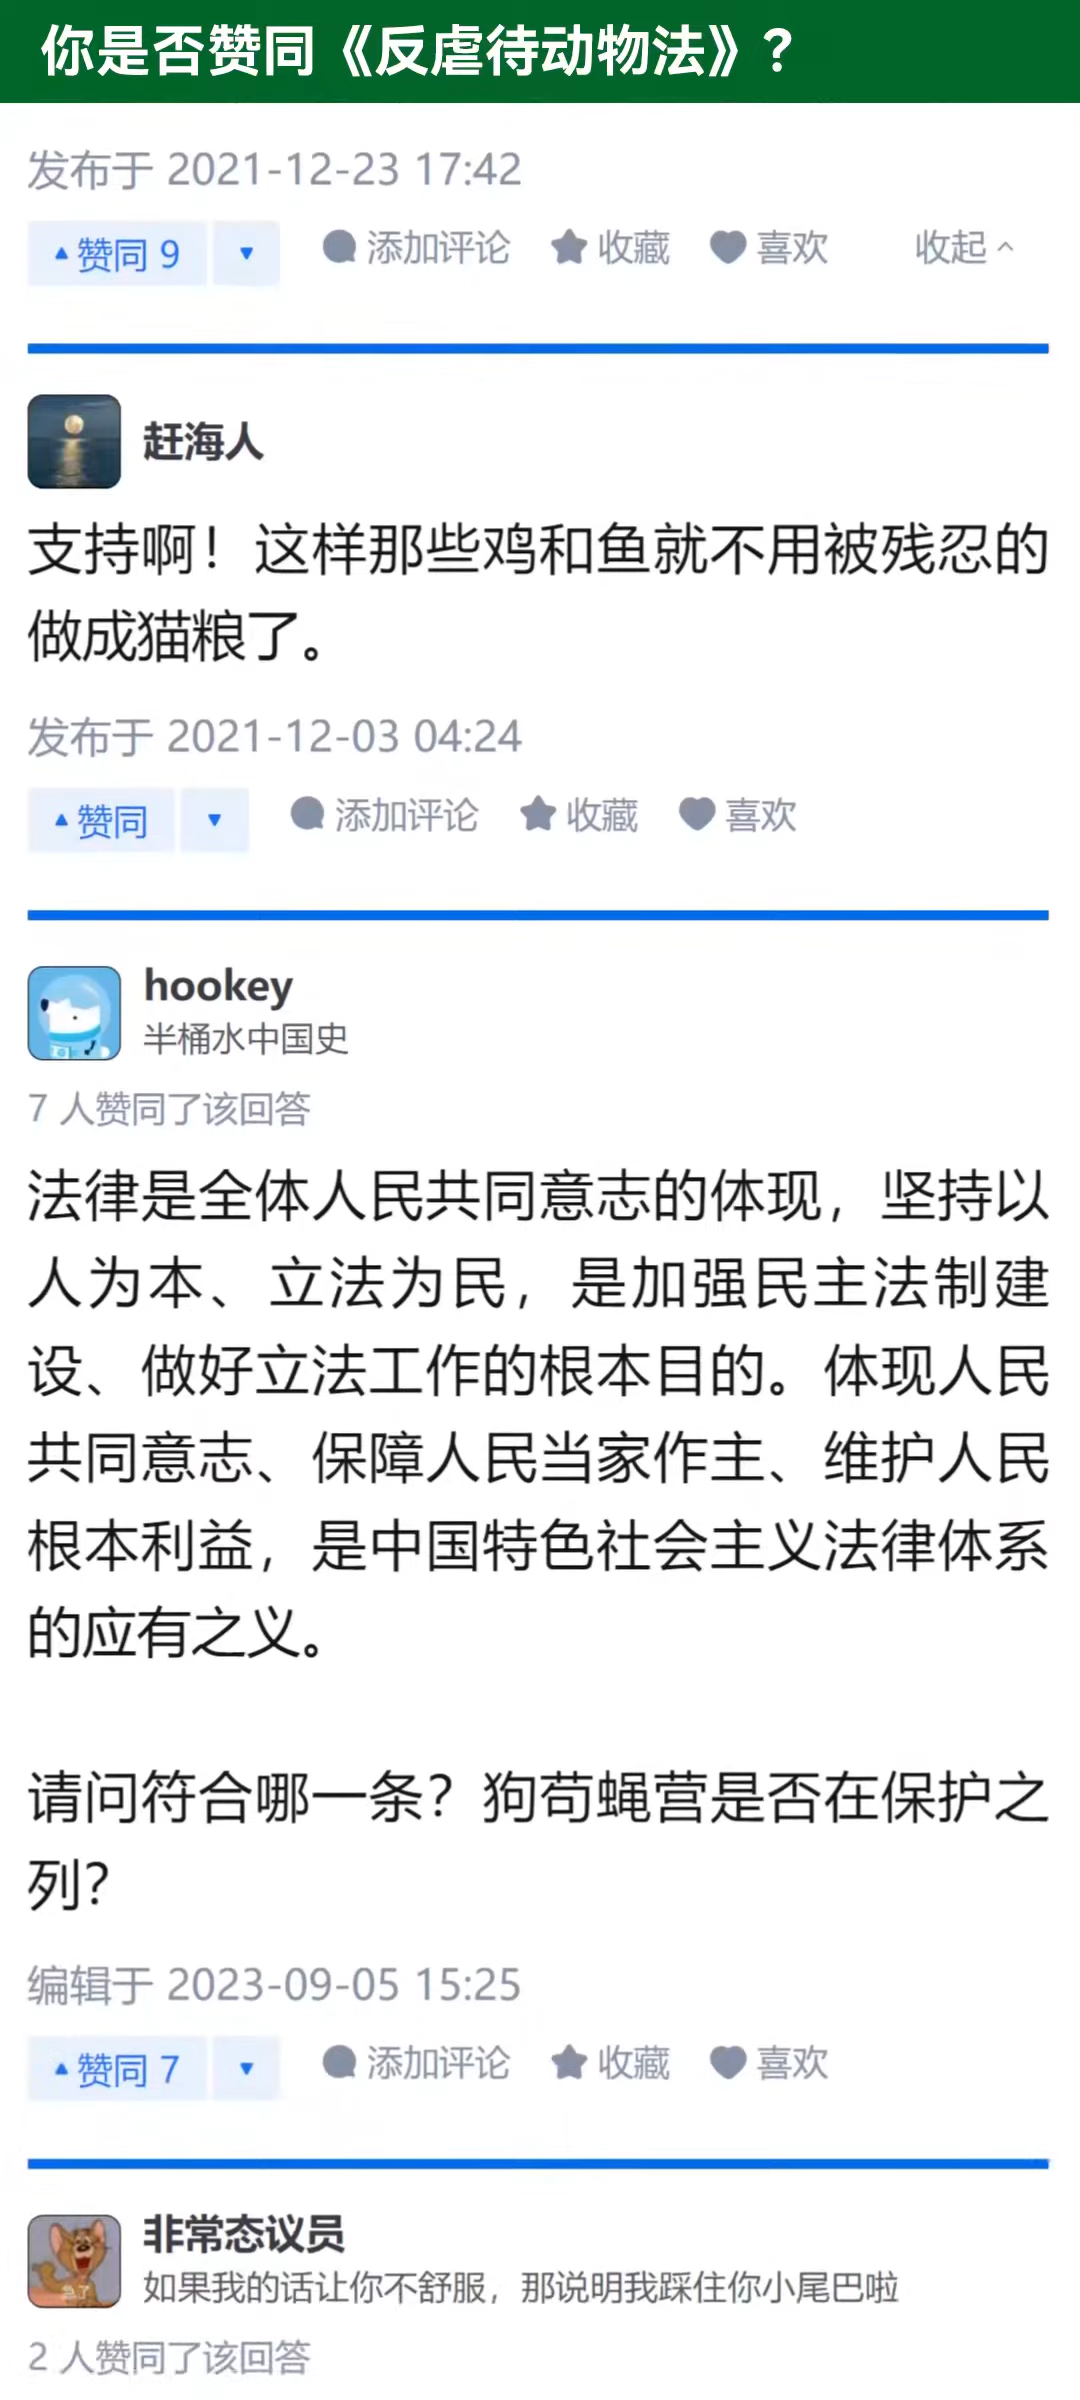 你是否赞同《反虐待动物法》?
发布于 2021-12-23 17:42
赞同 9 添加评论 收藏 喜欢 收起
赶海人
支持啊！这样那些鸡和鱼就不用被残忍的
做成猫粮了。
发布于 2021-12-03 04:24
赞同 添加评论 收藏 喜欢
hookey
半桶水中国史
7 人赞同了该回答
法律是全体人民共同意志的体现，坚持以
人为本、立法为民，是加强民主法制建
设、做好立法工作的根本目的。体现人民
共同意志、保障人民当家作主、维护人民
根本利益，是中国特色社会主义法律体系
的应有之义。
请问符合哪一条？狗苟蝇营是否在保护之
列？
编辑于 2023-09-05 15:25
赞同 7 添加评论 收藏 喜欢
非常态议员
如果我的话让你不舒服，那说明我踩住你小尾巴啦
2 人赞同了该回答